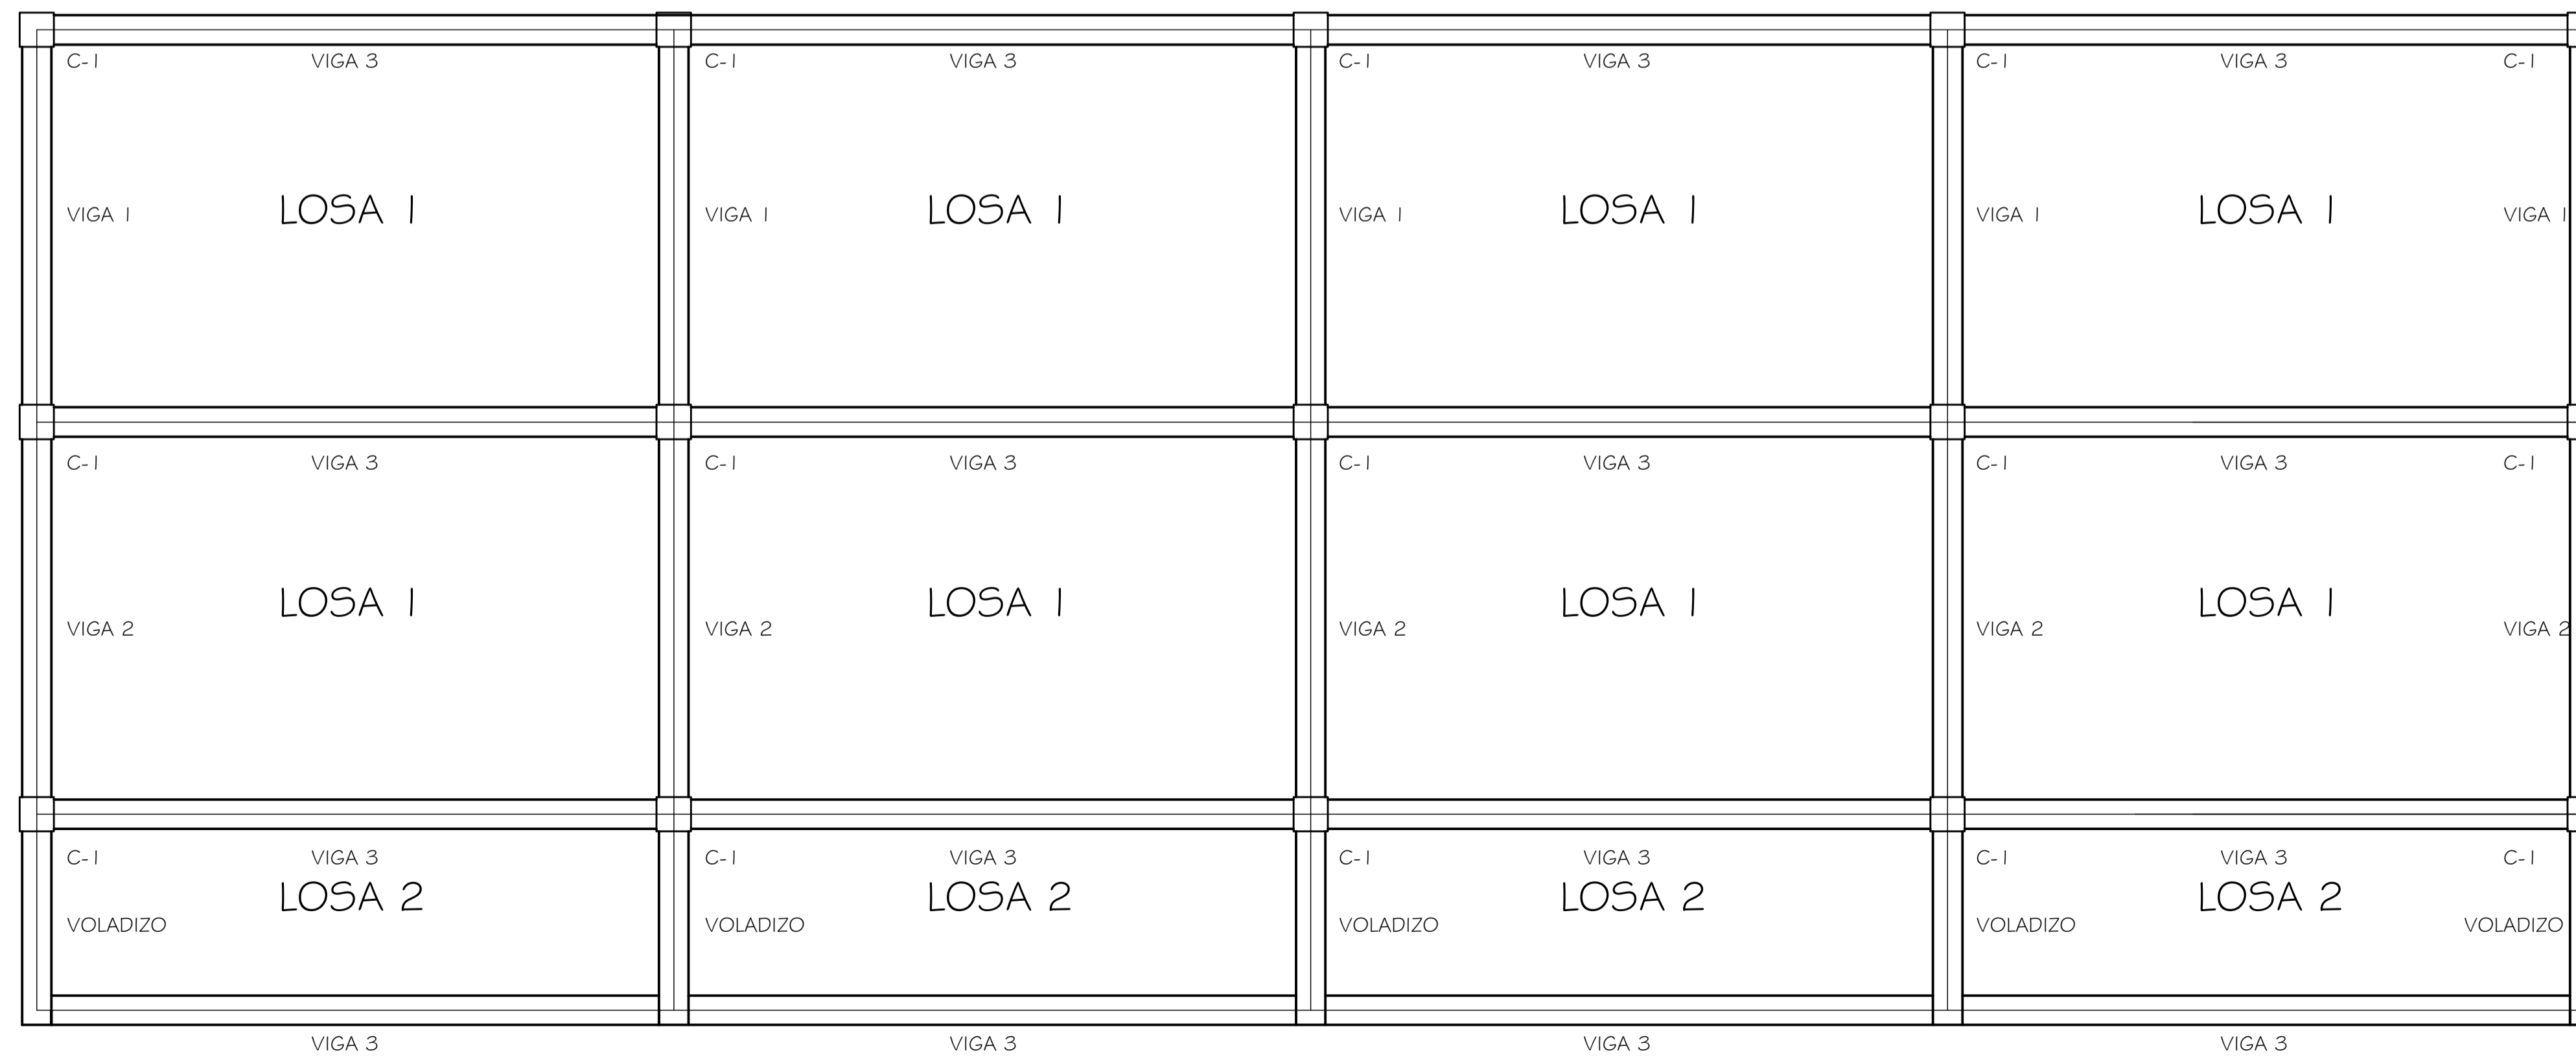 C-1 VIGA 3 C-1 VIGA 3 C-1 VIGA 3 C-1 VIGA 3 C-1
LOSA 1 LOSA 1 LOSA 1 LOSA 1
VIGA 1 VIGA 1 VIGA 1 VIGA 1 VIGA 1
C-1 VIGA 3 C-1 VIGA 3 C-1 VIGA 3 C-1 VIGA 3 C-1
LOSA 1 LOSA 1 LOSA 1 LOSA 1
VIGA 2 VIGA 2 VIGA 2 VIGA 2 VIGA 2
C-1 VIGA 3 C-1 VIGA 3 C-1 VIGA 3 C-1 VIGA 3 C-1
LOSA 2 LOSA 2 LOSA 2 LOSA 2
VOLADIZO VOLADIZO VOLADIZO VOLADIZO VOLADIZO
VIGA 3 VIGA 3 VIGA 3 VIGA 3